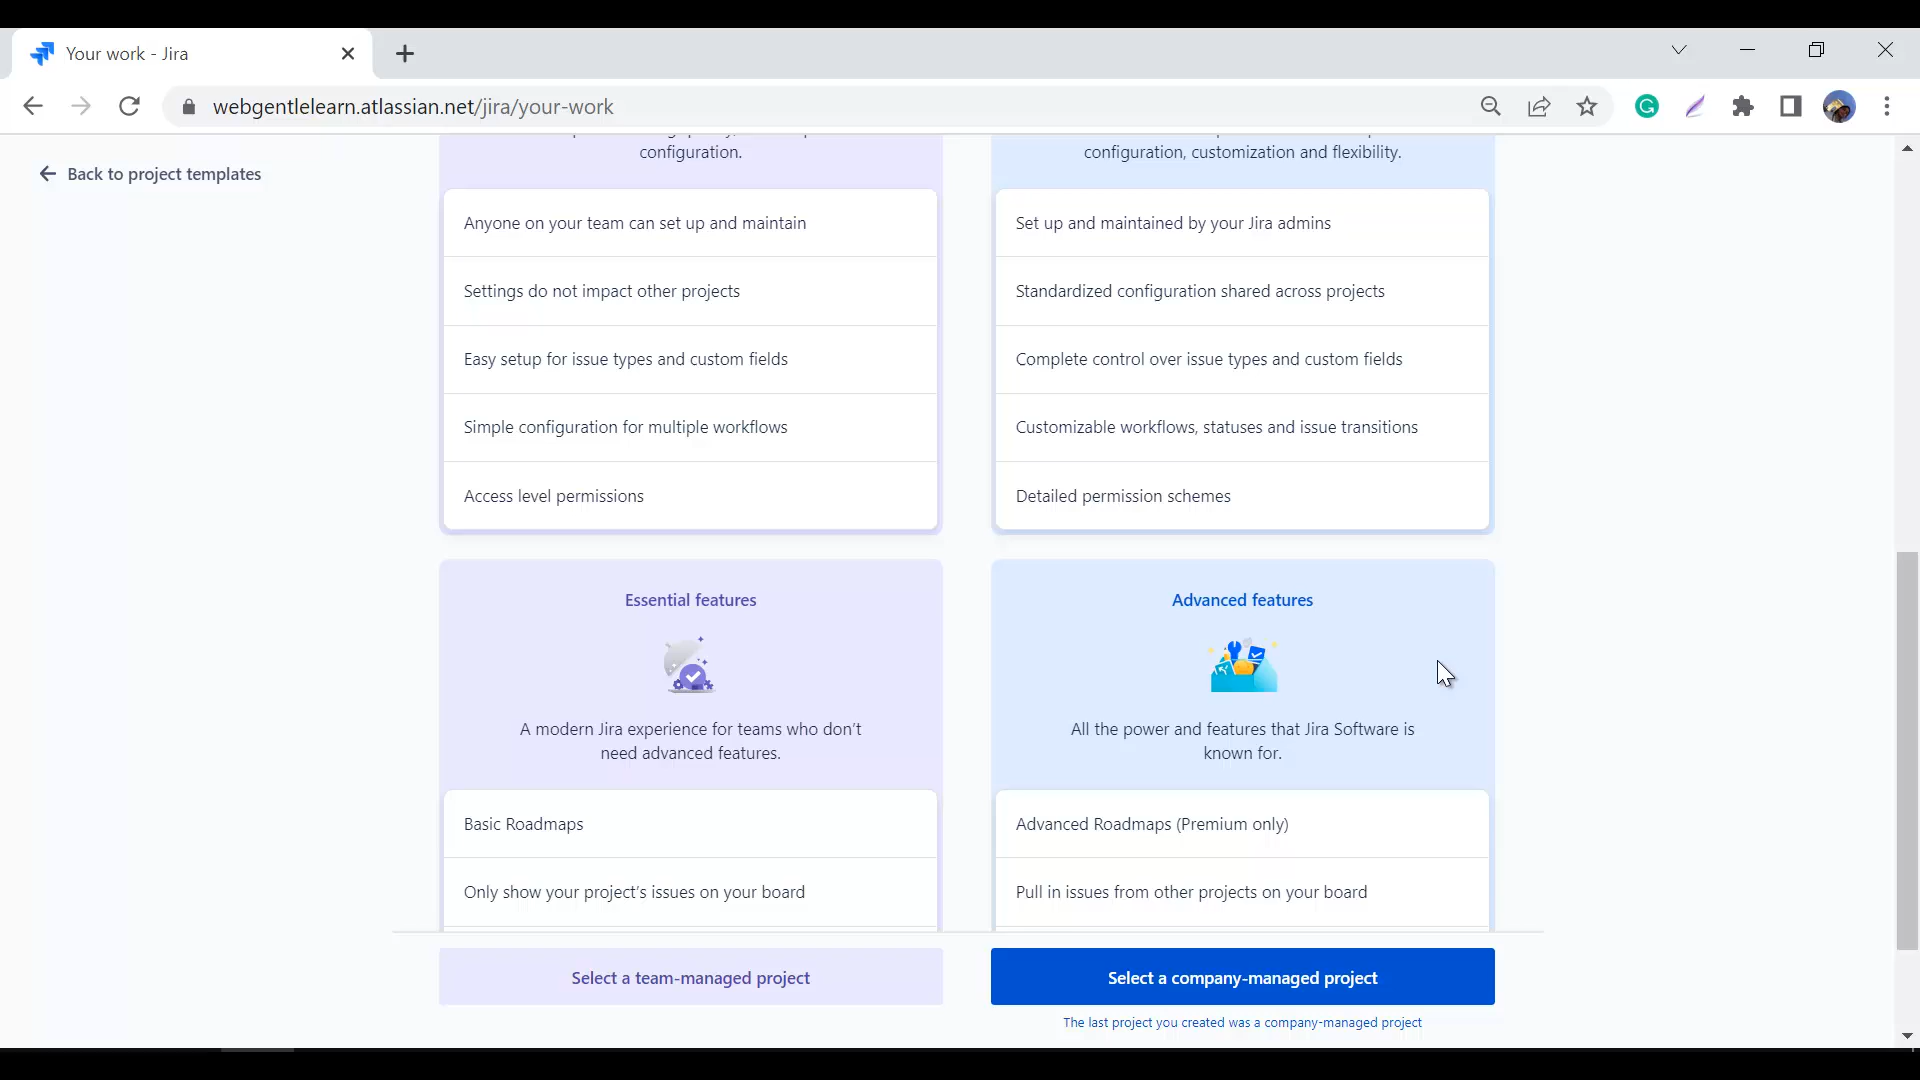 Your work - Jira
webgentlelearn.atlassian.net/jira/your-work
Back to project templates
configuration.
configuration, customization and flexibility.
Anyone on your team can set up and maintain
Set up and maintained by your Jira admins
Settings do not impact other projects
Standardized configuration shared across projects
Easy setup for issue types and custom fields
Complete control over issue types and custom fields
Simple configuration for multiple workflows
Customizable workflows, statuses and issue transitions
Access level permissions
Detailed permission schemes
Essential features
Advanced features
A modern Jira experience for teams who don't
need advanced features.
All the power and features that Jira Software is
known for.
Basic Roadmaps
Advanced Roadmaps (Premium only)
Only show your project's issues on your board
Pull in issues from other projects on your board
Select a team-managed project
Select a company-managed project
The last project you created was a company-managed project